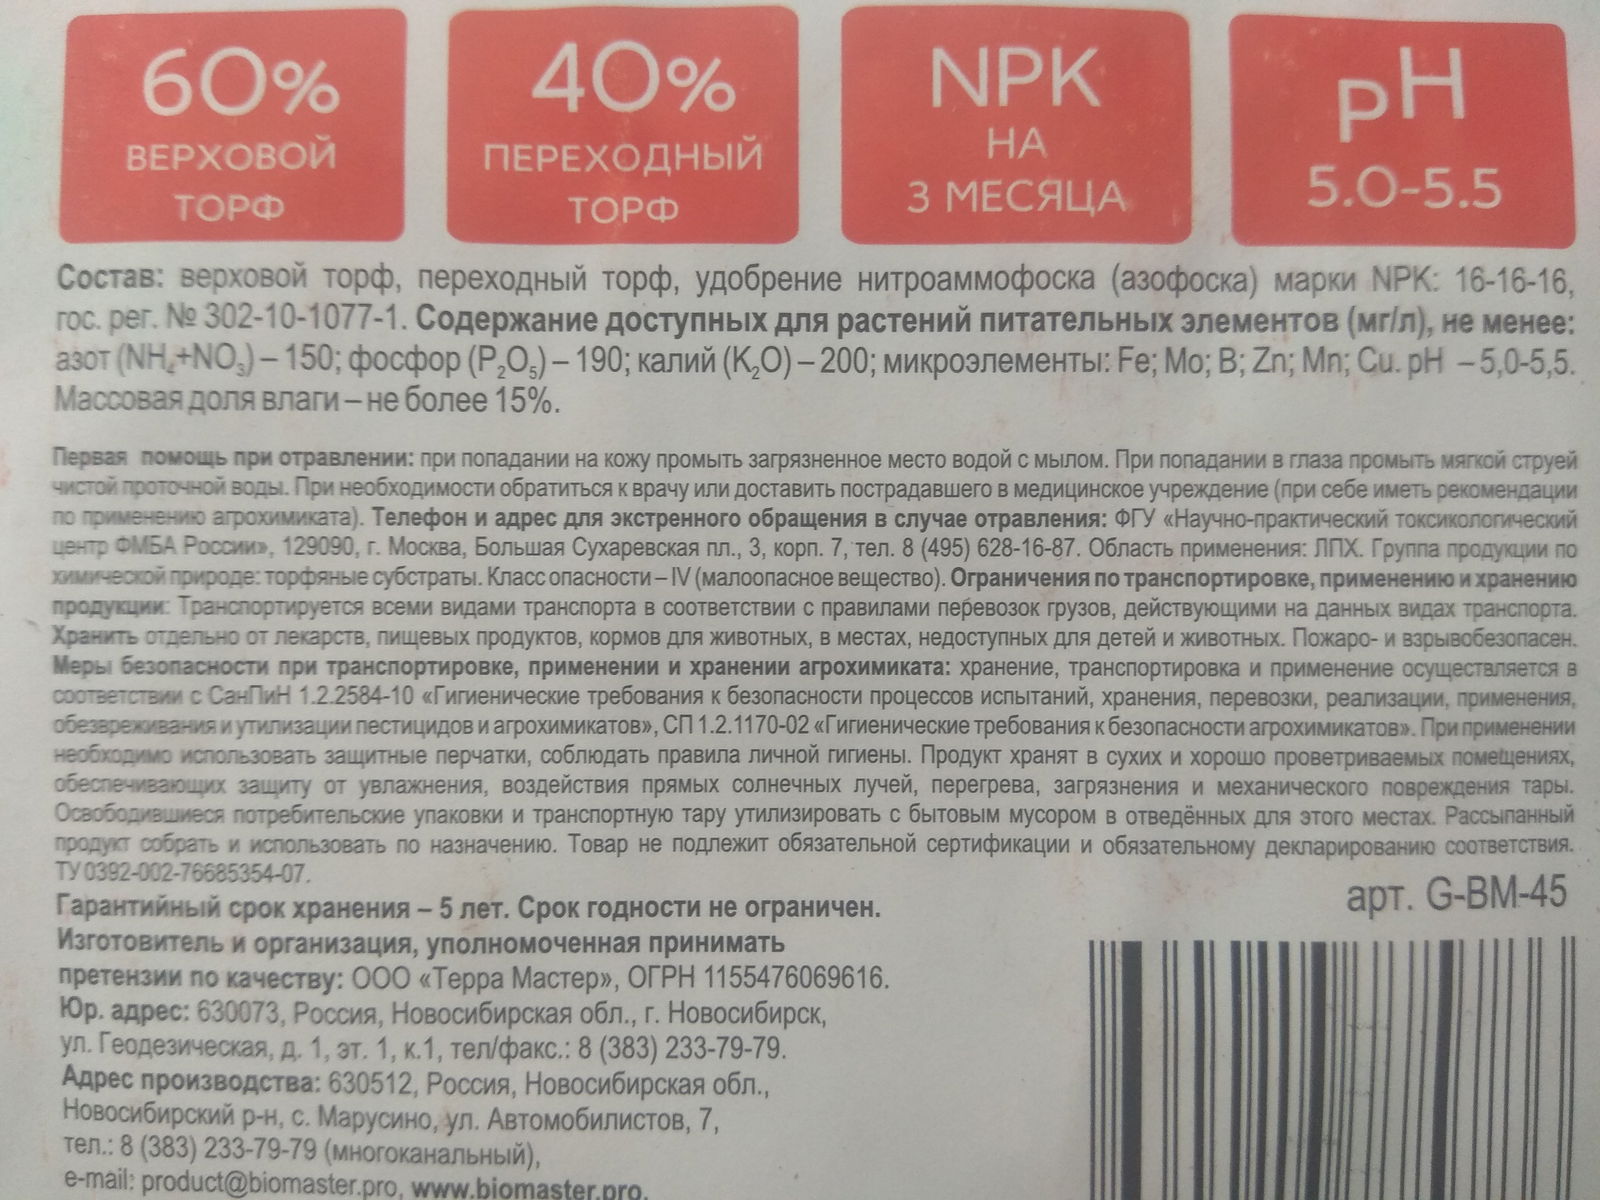 60%
ВЕРХОВОЙ
ТОРФ
40%
ПЕРЕХОДНЫЙ
ТОРФ
NPK
НА
3 МЕСЯЦА
pH
5.0-5.5
Состав: верховой торф, переходный торф, удобрение нитроаммофоска (азофоска) марки NPK: 16-16-16,
гос. рег. № 302-10-1077-1. Содержание доступных для растений питательных элементов (мг/л), не менее:
азот (NH₄+NO₃) – 150; фосфор (P₂O₅) – 190; калий (K₂O) – 200; микроэлементы: Fe; Mo; B; Zn; Mn; Cu. pH – 5,0-5,5.
Массовая доля влаги – не более 15%.
Первая помощь при отравлении: при попадании на кожу промыть загрязненное место водой с мылом. При попадании в глаза промыть мягкой струей
чистой проточной воды. При необходимости обратиться к врачу или доставить пострадавшего в медицинское учреждение (при себе иметь рекомендации
по применению агрохимиката). Телефон и адрес для экстренного обращения в случае отравления: ФГУ «Научно-практический токсикологический
центр ФМБА России», 129090, г. Москва, Большая Сухаревская пл., 3, корп. 7, тел. 8 (495) 628-16-87. Область применения: ЛПХ. Группа продукции по
химической природе: торфяные субстраты. Класс опасности – IV (малоопасное вещество). Ограничения по транспортировке, применению и хранению
продукции: Транспортируется всеми видами транспорта в соответствии с правилами перевозок грузов, действующими на данных видах транспорта.
Хранить отдельно от лекарств, пищевых продуктов, кормов для животных, в местах, недоступных для детей и животных. Пожаро- и взрывобезопасен.
Меры безопасности при транспортировке, применении и хранении агрохимиката: хранение, транспортировка и применение осуществляется в
соответствии с СанПиН 1.2.2584-10 «Гигиенические требования к безопасности процессов испытаний, хранения, перевозки, реализации, применения,
обезвреживания и утилизации пестицидов и агрохимикатов», СП 1.2.1170-02 «Гигиенические требования к безопасности агрохимикатов». При применении
необходимо использовать защитные перчатки, соблюдать правила личной гигиены. Продукт хранят в сухих и хорошо проветриваемых помещениях,
обеспечивающих защиту от увлажнения, воздействия прямых солнечных лучей, перегрева, загрязнения и механического повреждения тары.
Освободившиеся потребительские упаковки и транспортную тару утилизировать с бытовым мусором в отведённых для этого местах. Рассыпанный
продукт собрать и использовать по назначению. Товар не подлежит обязательной сертификации и обязательному декларированию соответствия.
ТУ 0392-002-76685354-07.
Гарантийный срок хранения – 5 лет. Срок годности не ограничен.
Изготовитель и организация, уполномоченная принимать
претензии по качеству: ООО «Терра Мастер», ОГРН 1155476069616.
Юр. адрес: 630073, Россия, Новосибирская обл., г. Новосибирск,
ул. Геодезическая, д. 1, эт. 1, к.1, тел/факс.: 8 (383) 233-79-79.
Адрес производства: 630512, Россия, Новосибирская обл.,
Новосибирский р-н, с. Марусино, ул. Автомобилистов, 7,
тел.: 8 (383) 233-79-79 (многоканальный),
e-mail: product@biomaster.pro, www.biomaster.pro.
арт. G-BM-45